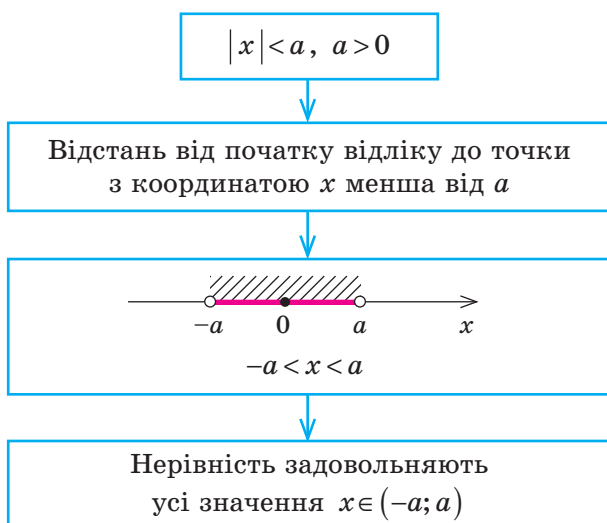 |x| < a, a > 0
Відстань від початку відліку до точки
з координатою x менша від a
−a 0 a x
−a < x < a
Нерівність задовольняють
усі значення x ∈ (−a; a)